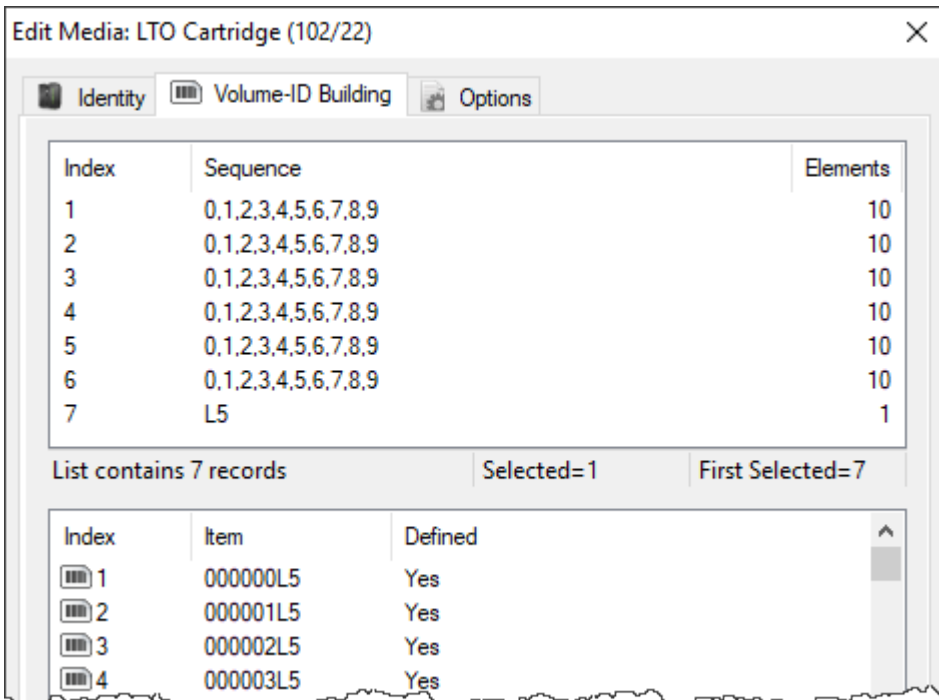 Edit Media: LTO Cartridge (102/22)
Identity Volume-ID Building Options
Index Sequence Elements
1 0,1,2,3,4,5,6,7,8,9 10
2 0,1,2,3,4,5,6,7,8,9 10
3 0,1,2,3,4,5,6,7,8,9 10
4 0,1,2,3,4,5,6,7,8,9 10
5 0,1,2,3,4,5,6,7,8,9 10
6 0,1,2,3,4,5,6,7,8,9 10
7 L5 1
List contains 7 records Selected=1 First Selected=7
Index Item Defined
1 000000L5 Yes
2 000001L5 Yes
3 000002L5 Yes
4 000003L5 Yes